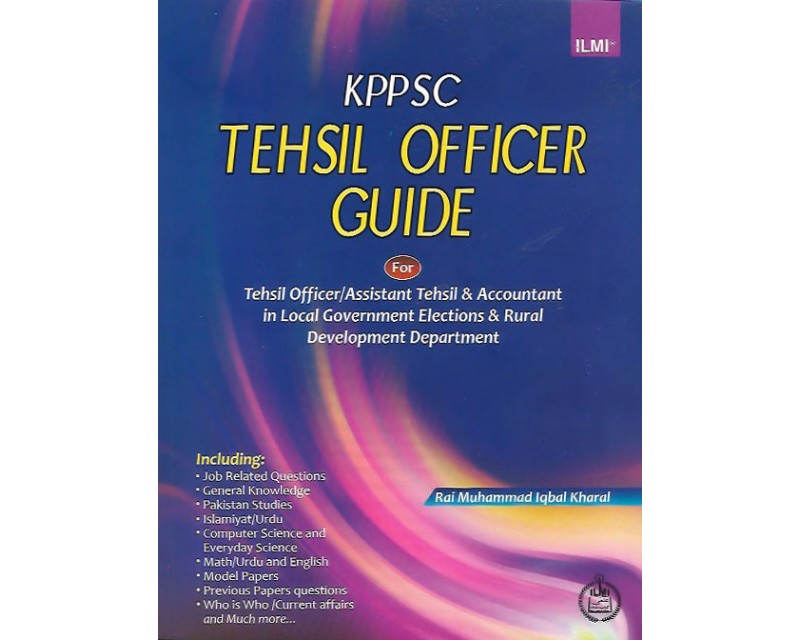 ILMI®
KPPSC
TEHSIL OFFICER
GUIDE
For
Tehsil Officer/Assistant Tehsil & Accountant
in Local Government Elections & Rural
Development Department
Including:
• Job Related Questions
• General Knowledge
• Pakistan Studies
• Islamiyat/Urdu
• Computer Science and
Everyday Science
• Math/Urdu and English
• Model Papers
• Previous Papers questions
• Who is Who /Current affairs
and Much more...
Rai Muhammad Iqbal Kharal
ILMI